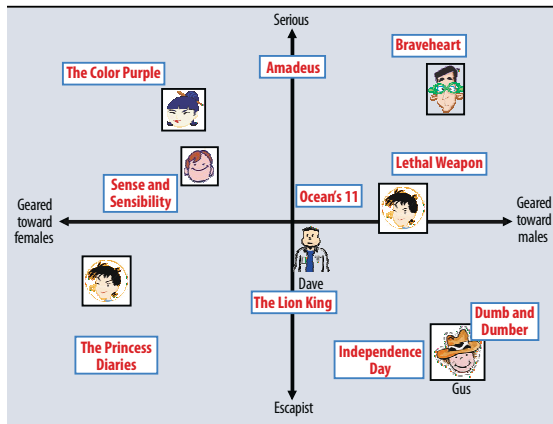 Serious
Braveheart
Amadeus
The Color Purple
Lethal Weapon
Sense and
Sensibility
Ocean's 11
Geared
toward
females
Geared
toward
males
Dave
The Lion King
Dumb and
Dumber
The Princess
Diaries
Independence
Day
Gus
Escapist